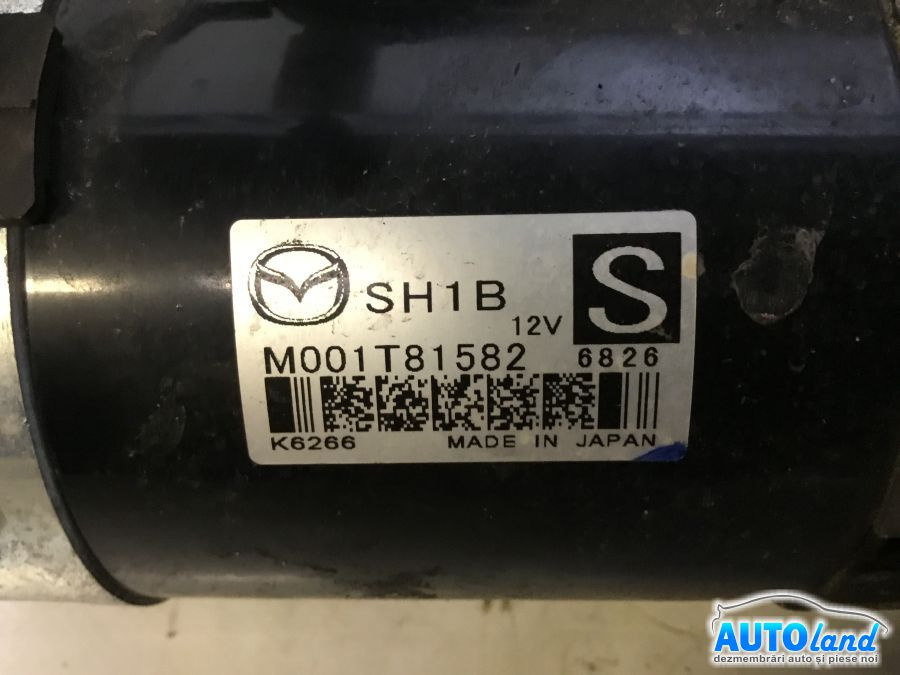 SH1B
12V
S
M001T81582
6826
K6266
MADE IN JAPAN
AUTOland
dezmembrări auto și piese noi